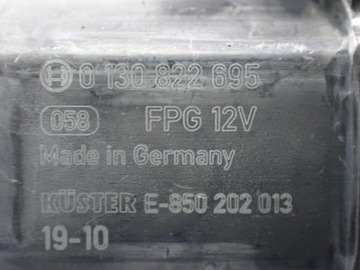 0 130 822 695
058 FPG 12V
Made in Germany
KÜSTER E-850 202 013
19-10